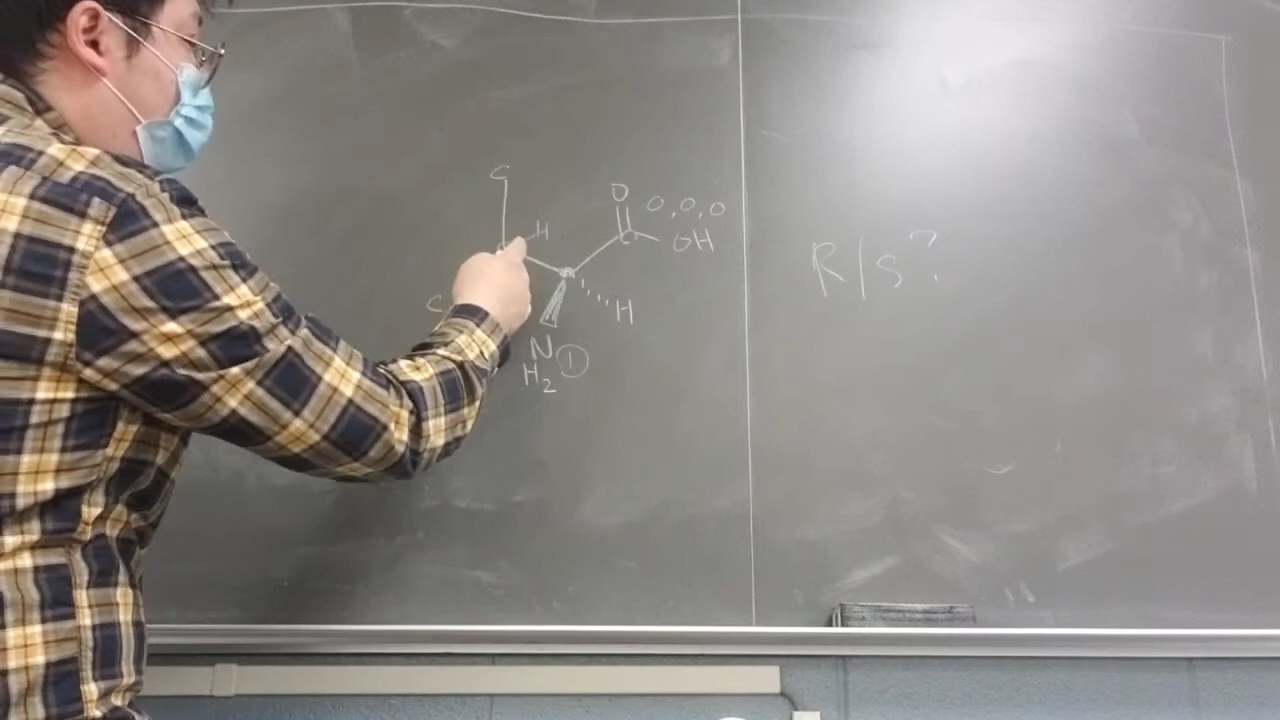 C
O O, O, O
H C OH
R/S?
C H
N ①
H2